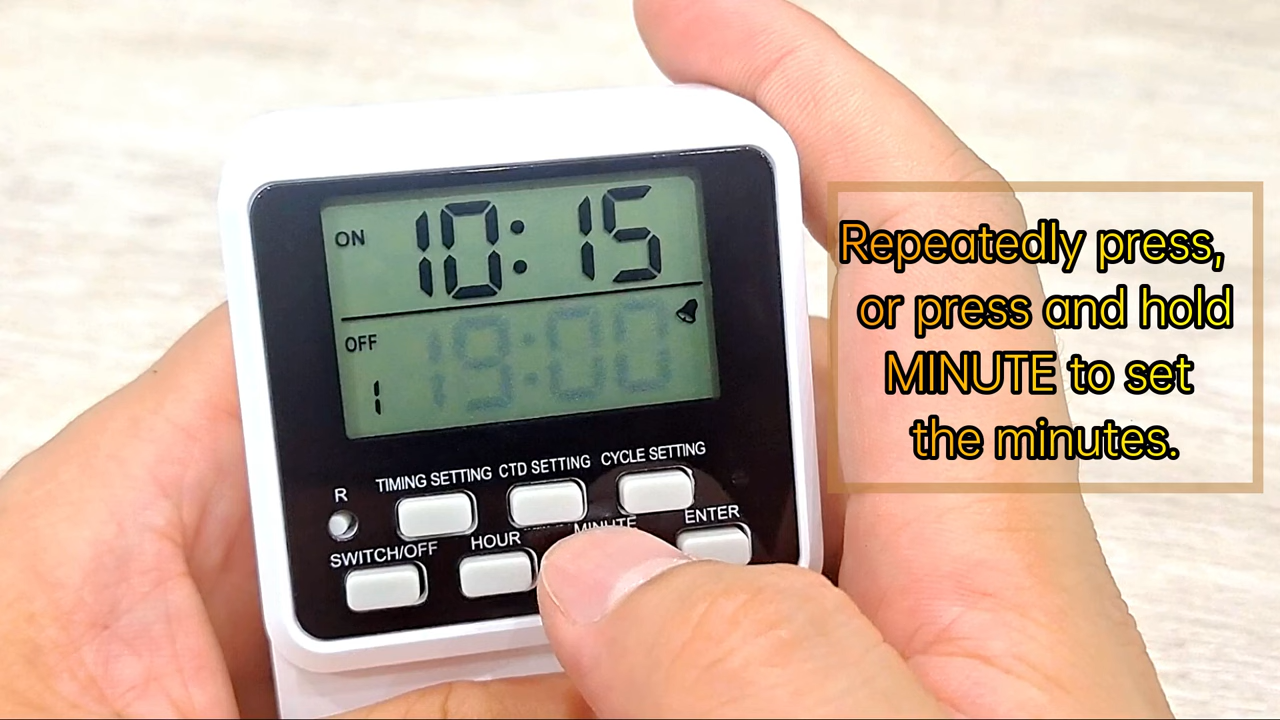 ON 10:15
OFF 19:00
1
TIMING SETTING CTD SETTING CYCLE SETTING
R
SWITCH/OFF HOUR MINUTE ENTER
Repeatedly press,
or press and hold
MINUTE to set
the minutes.